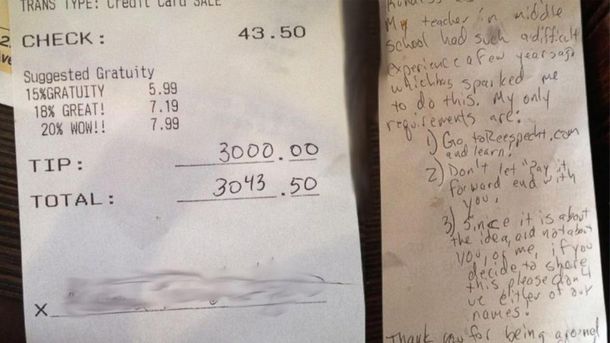 TRANS TYPE: Credit Card SALE
CHECK: 43.50
Suggested Gratuity
15%GRATUITY 5.99
18% GREAT! 7.19
20% WOW!! 7.99
TIP: 3000.00
TOTAL: 3043.50
X
My teacher in middle
school had such a difficult
experience a few years ago
which has sparked me
to do this. My only
requirements are:
1) Go to Reespecht.com
and learn.
2) Don't let "Pay it
forward end with
you.
3) Since it is about
the idea, and not about
you, or me, if you
decide to share
this, please don't
use either of our
names.
Thank you for being around